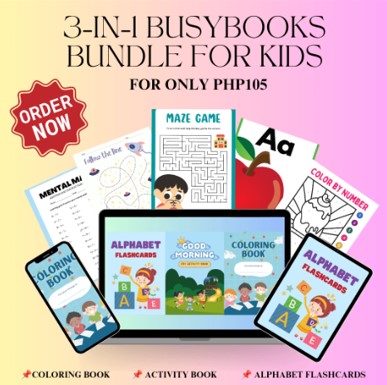 3-IN-1 BUSYBOOKS
BUNDLE FOR KIDS
FOR ONLY PHP105
ORDER
NOW
MAZE GAME
Follow the line
Aa
MENTAL MA
COLOR BY NUMBER
ALPHABET
FLASHCARDS
GOOD
MORNING
COLORING
BOOK
COLORING
BOOK
C
A
B
E
ALPHABET
FLASHCARDS
C
B
A
E
📌COLORING BOOK 📌 ACTIVITY BOOK 📌 ALPHABET FLASHCARDS